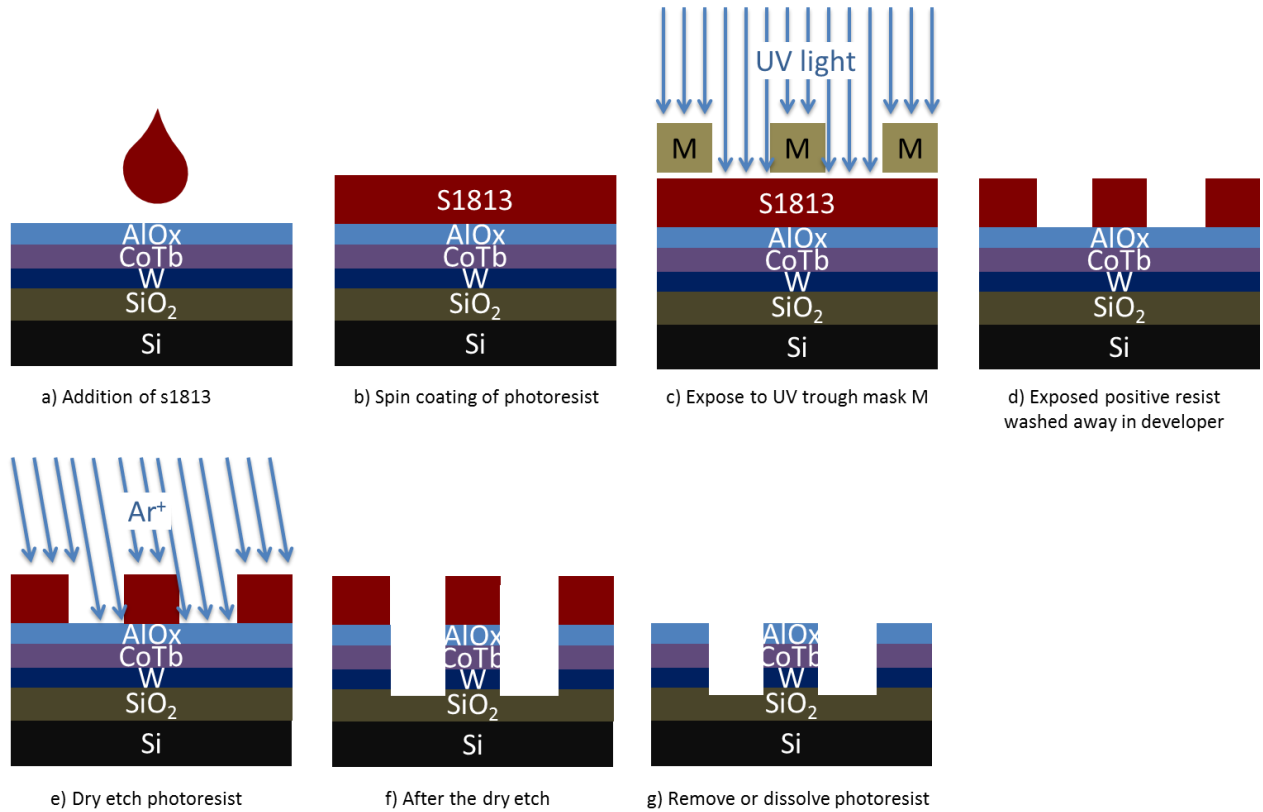 AlOx
CoTb
W
SiO₂
Si
a) Addition of s1813
S1813
AlOx
CoTb
W
SiO₂
Si
b) Spin coating of photoresist
UV light
M M M
S1813
AlOx
CoTb
W
SiO₂
Si
c) Expose to UV trough mask M
AlOx
CoTb
W
SiO₂
Si
d) Exposed positive resist
washed away in developer
Ar⁺
AlOx
CoTb
W
SiO₂
Si
e) Dry etch photoresist
AlOx
CoTb
W
SiO₂
Si
f) After the dry etch
AlOx
CoTb
W
SiO₂
Si
g) Remove or dissolve photoresist